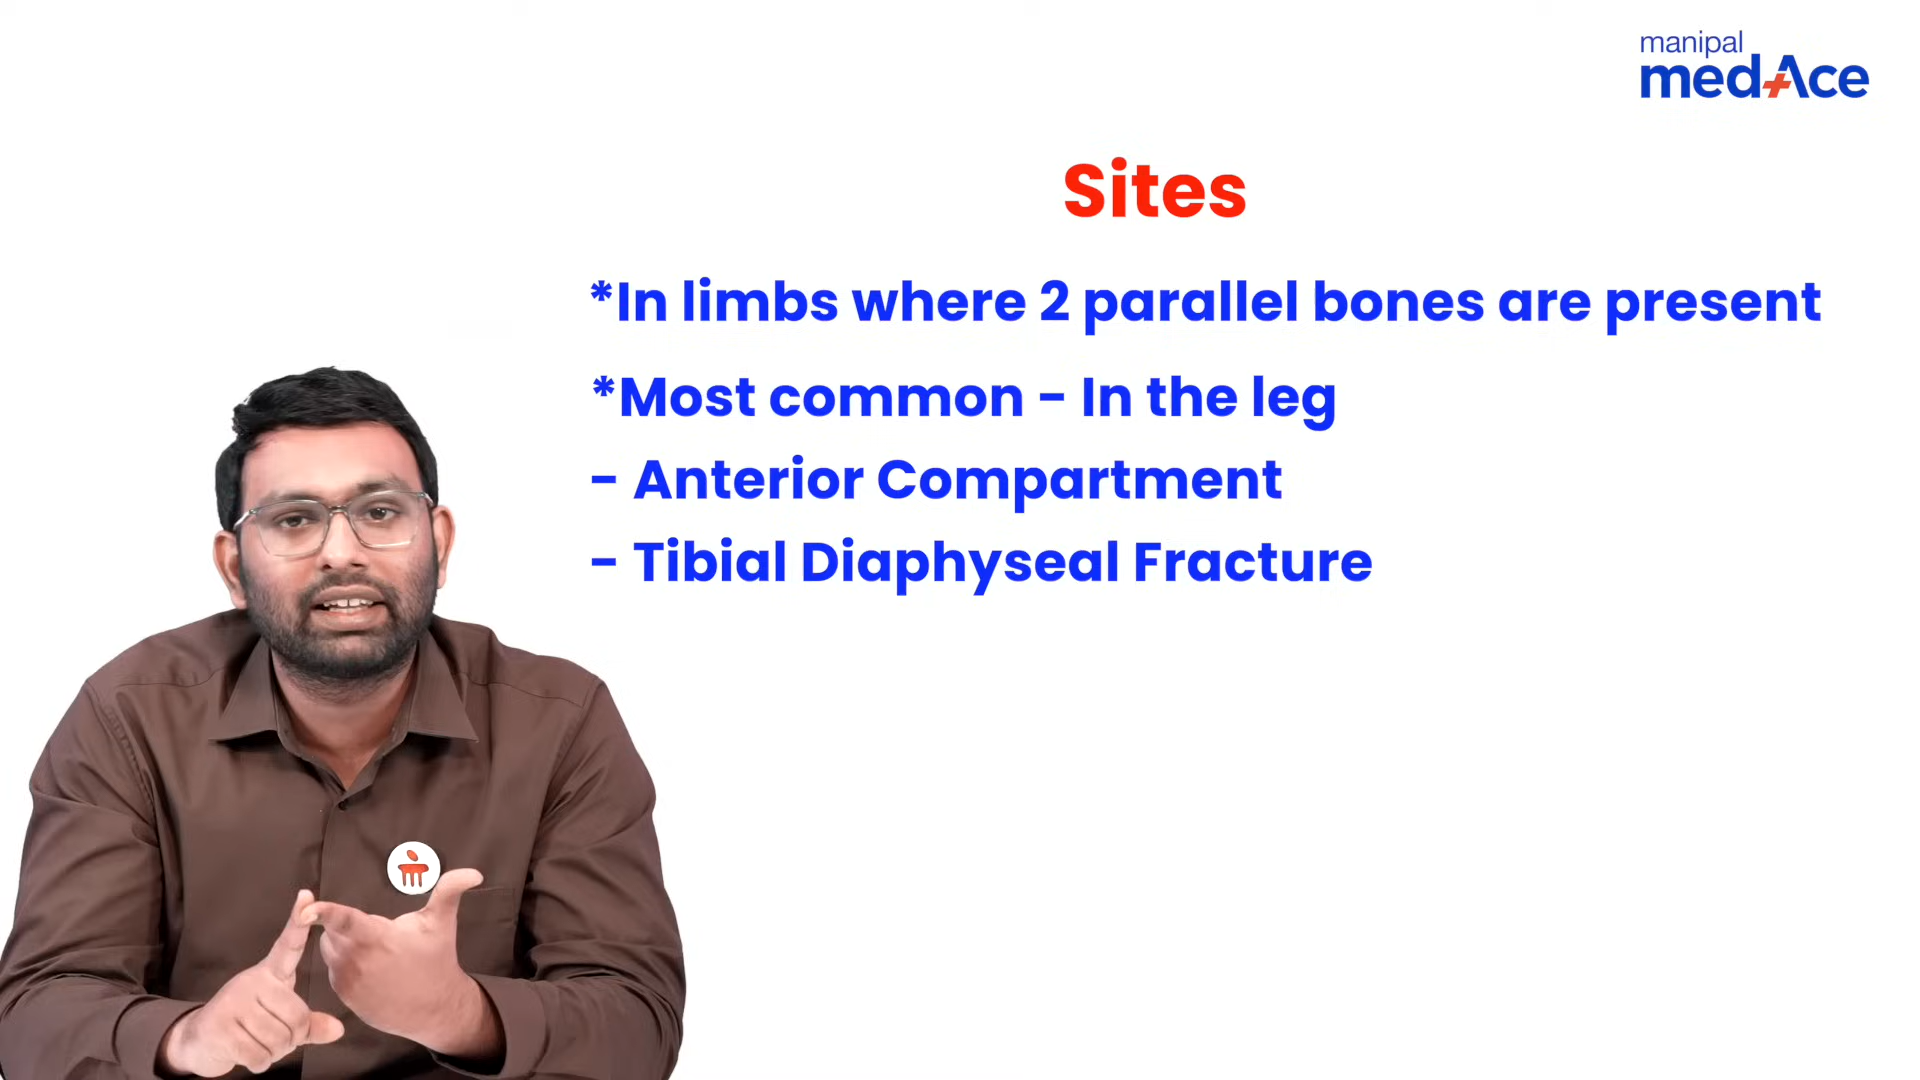 manipal
medAce
Sites
*In limbs where 2 parallel bones are present
*Most common - In the leg
- Anterior Compartment
- Tibial Diaphyseal Fracture